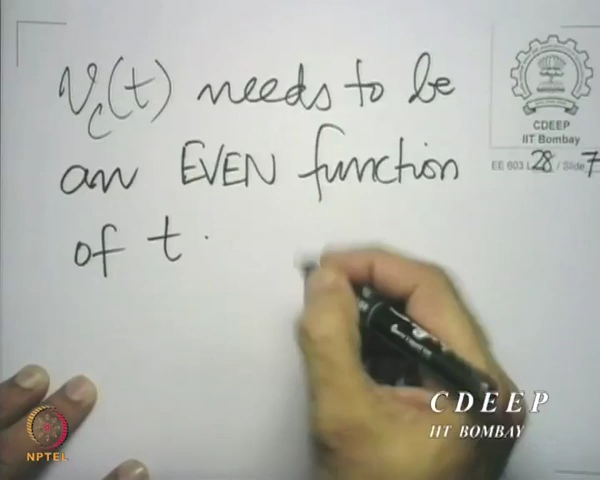 V_C(t) needs to be
an EVEN function
of t.
CDEEP
IIT Bombay
EE 603 L 28 / Slide 7
CDEEP
IIT BOMBAY
NPTEL